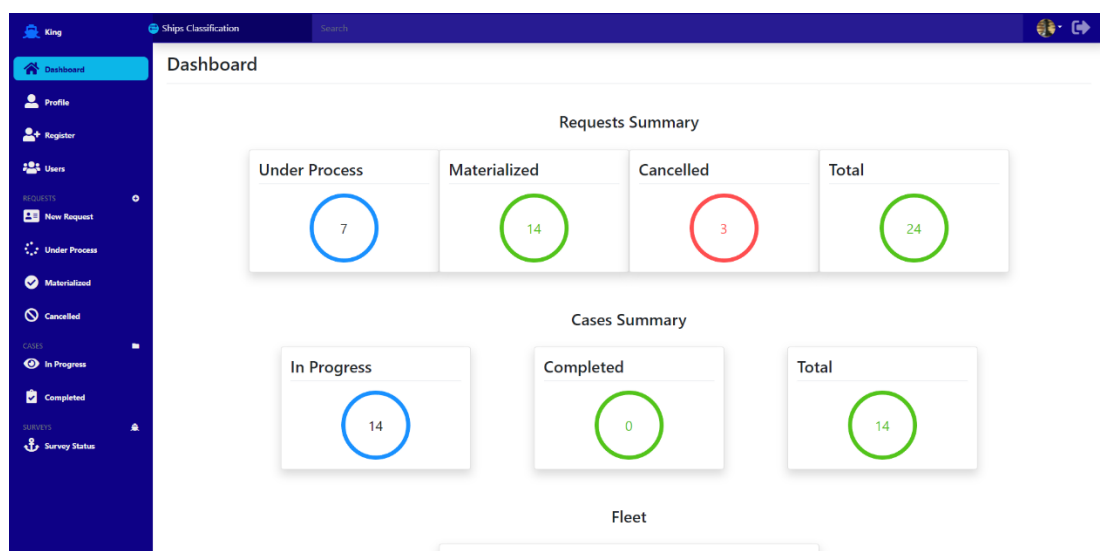 King
Ships Classification
Search
Dashboard
Profile
Register
Users
REQUESTS
New Request
Under Process
Materialized
Cancelled
CASES
In Progress
Completed
SURVEYS
Survey Status
Dashboard
Requests Summary
Under Process
7
Materialized
14
Cancelled
3
Total
24
Cases Summary
In Progress
14
Completed
0
Total
14
Fleet